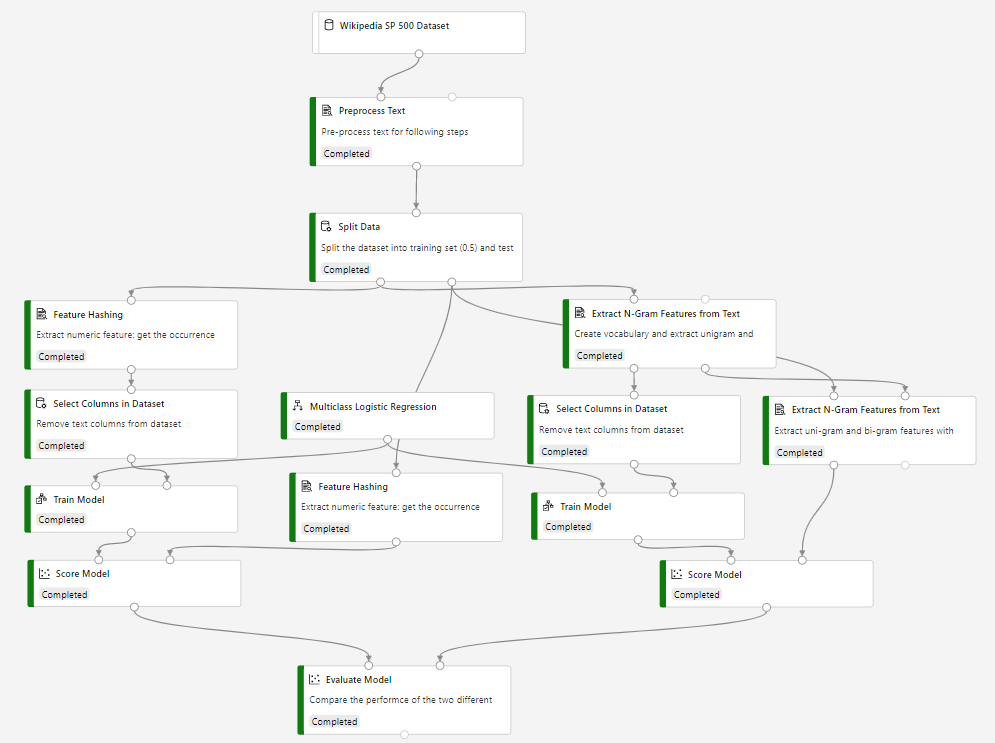 Wikipedia SP 500 Dataset
Preprocess Text
Pre-process text for following steps
Completed
Split Data
Split the dataset into training set (0.5) and test
Completed
Feature Hashing
Extract numeric feature: get the occurrence
Completed
Extract N-Gram Features from Text
Create vocabulary and extract unigram and
Completed
Select Columns in Dataset
Remove text columns from dataset
Completed
Multiclass Logistic Regression
Completed
Select Columns in Dataset
Remove text columns from dataset
Completed
Extract N-Gram Features from Text
Extract uni-gram and bi-gram features with
Completed
Train Model
Completed
Feature Hashing
Extract numeric feature: get the occurrence
Completed
Train Model
Completed
Score Model
Completed
Score Model
Completed
Evaluate Model
Compare the performce of the two different
Completed